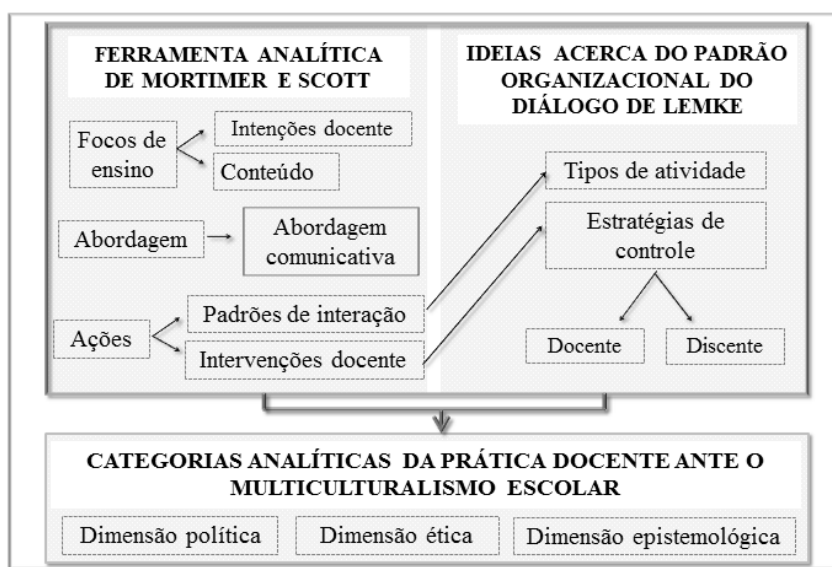 FERRAMENTA ANALÍTICA
DE MORTIMER E SCOTT
Focos de
ensino
Intenções docente
Conteúdo
Abordagem
Abordagem
comunicativa
Ações
Padrões de interação
Intervenções docente
IDEIAS ACERCA DO PADRÃO
ORGANIZACIONAL DO
DIÁLOGO DE LEMKE
Tipos de atividade
Estratégias de
controle
Docente
Discente
CATEGORIAS ANALÍTICAS DA PRÁTICA DOCENTE ANTE O
MULTICULTURALISMO ESCOLAR
Dimensão política
Dimensão ética
Dimensão epistemológica